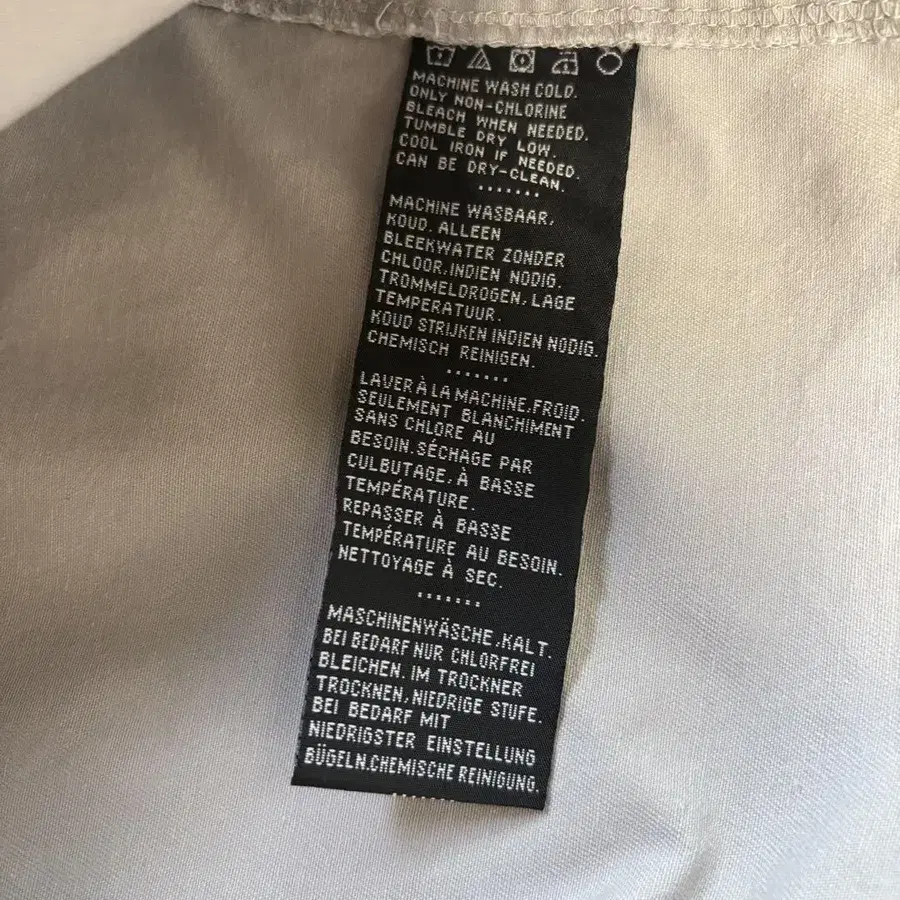 MACHINE WASH COLD.
ONLY NON-CHLORINE
BLEACH WHEN NEEDED.
TUMBLE DRY LOW.
COOL IRON IF NEEDED.
CAN BE DRY-CLEAN.
.......
MACHINE WASBAAR,
KOUD. ALLEEN
BLEEKWATER ZONDER
CHLOOR,INDIEN NODIG.
TROMMELDROGEN, LAGE
TEMPERATUUR.
KOUD STRIJKEN INDIEN NODIG.
CHEMISCH REINIGEN.
.......
LAVER À LA MACHINE,FROID.
SEULEMENT BLANCHIMENT
SANS CHLORE AU
BESOIN.SÉCHAGE PAR
CULBUTAGE, À BASSE
TEMPÉRATURE.
REPASSER À BASSE
TEMPÉRATURE AU BESOIN.
NETTOYAGE À SEC.
.......
MASCHINENWÄSCHE,KALT.
BEI BEDARF NUR CHLORFREI
BLEICHEN. IM TROCKNER
TROCKNEN, NIEDRIGE STUFE.
BEI BEDARF MIT
NIEDRIGSTER EINSTELLUNG
BÜGELN.CHEMISCHE REINIGUNG.